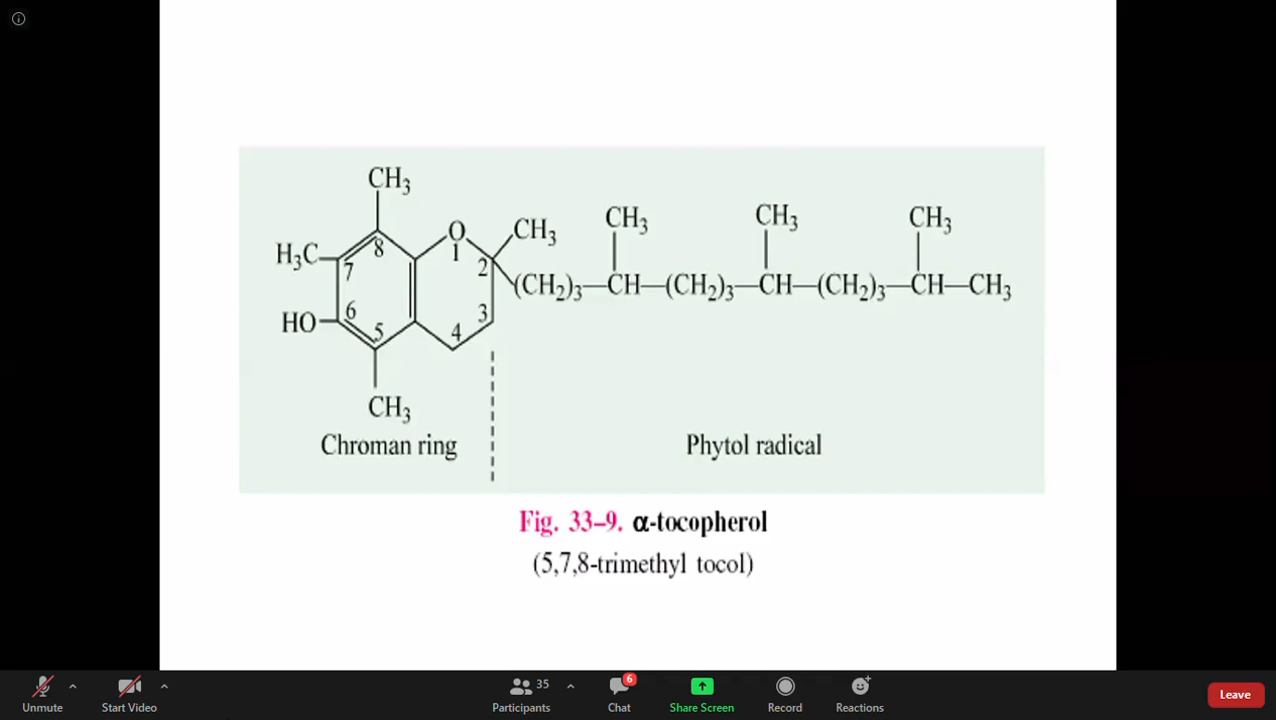 CH3
H3C
8
7
O
1
2
CH3
CH3
CH3
CH3
(CH2)3—CH—(CH2)3—CH—(CH2)3—CH—CH3
HO
6
5
4
3
CH3
Chroman ring
Phytol radical
Fig. 33–9. α-tocopherol
(5,7,8-trimethyl tocol)
Unmute
Start Video
35
Participants
6
Chat
Share Screen
Record
Reactions
Leave